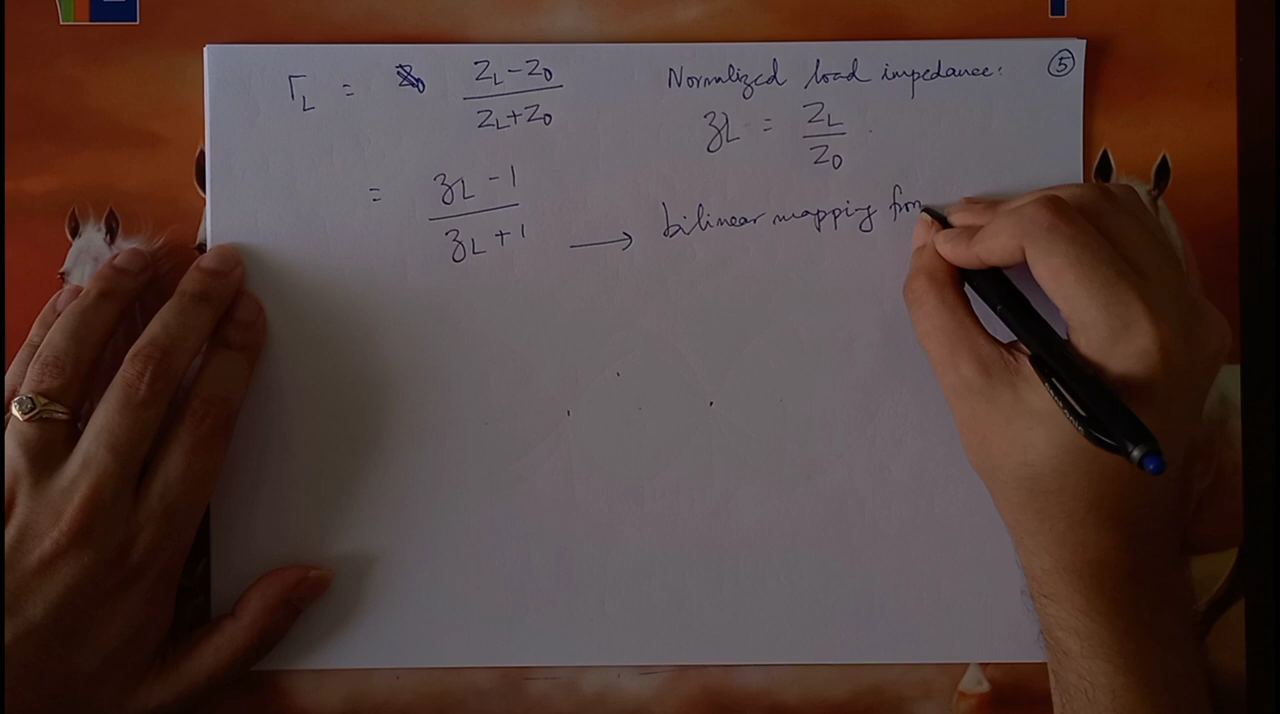 Γ_L = (Z_L - Z_0) / (Z_L + Z_0)
Normalized load impedance: ⑤
z_L = Z_L / Z_0
= (z_L - 1) / (z_L + 1) → bilinear mapping from